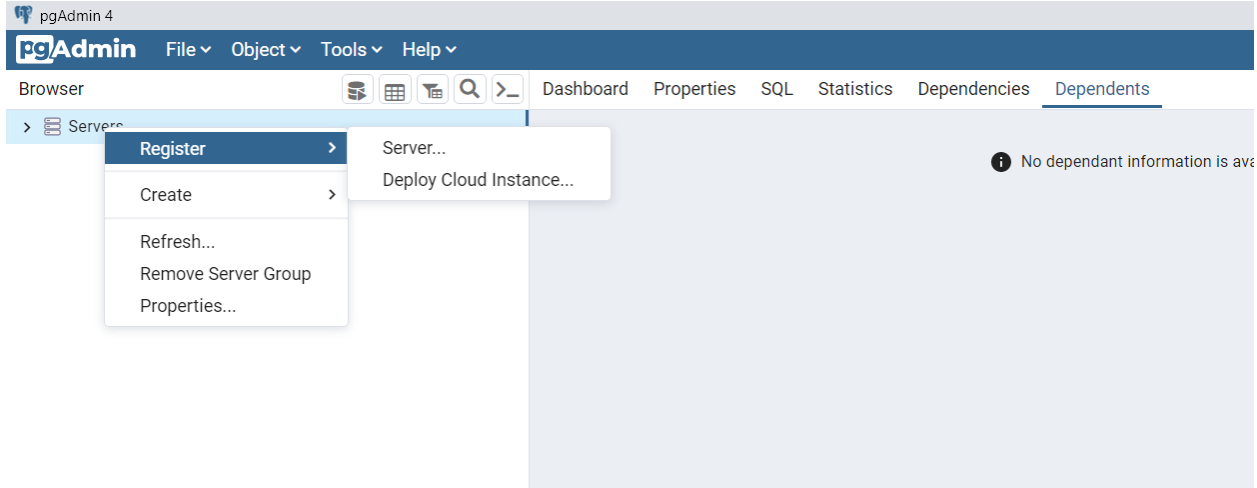 pgAdmin 4
pgAdmin File Object Tools Help
Browser Dashboard Properties SQL Statistics Dependencies Dependents
Servers
Register
Server...
Deploy Cloud Instance...
Create
Refresh...
Remove Server Group
Properties...
No dependant information is